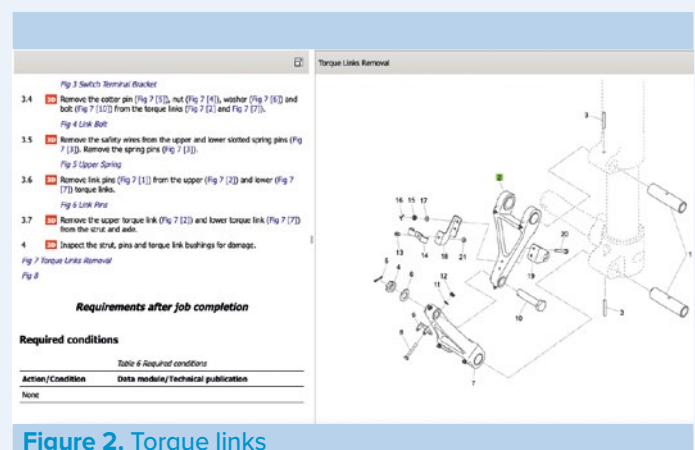 Torque Links Removal
Fig 3 Switch Terminal Bracket
3.4 3D Remove the cotter pin (Fig 7 [5]), nut (Fig 7 [4]), washer (Fig 7 [6]) and
bolt (Fig 7 [10]) from the torque links (Fig 7 [2] and Fig 7 [7]).
Fig 4 Link Bolt
3.5 3D Remove the safety wires from the upper and lower slotted spring pins (Fig
7 [3]). Remove the spring pins (Fig 7 [3]).
Fig 5 Upper Spring
3.6 3D Remove link pins (Fig 7 [1]) from the upper (Fig 7 [2]) and lower (Fig 7
[7]) torque links.
Fig 6 Link Pins
3.7 3D Remove the upper torque link (Fig 7 [2]) and lower torque link (Fig 7 [7])
from the strut and axle.
4 3D Inspect the strut, pins and torque link bushings for damage.
Fig 7 Torque Links Removal
Fig 8
Requirements after job completion
Required conditions
Table 6 Required conditions
Action/Condition Data module/Technical publication
None
3
2
16 15 17
20
13 14 18 21
19
1
5 4 6
12
11
10
3
9
8
7
Figure 2. Torque links